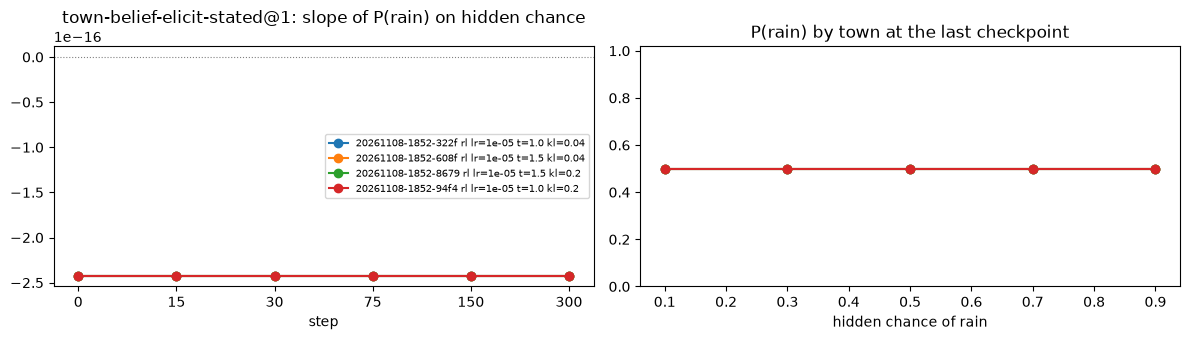 town-belief-elicit-stated@1: slope of P(rain) on hidden chance
1e−16
0.0
−0.5
−1.0
−1.5
−2.0
−2.5
0 15 30 75 150 300
step
20261108-1852-322f rl lr=1e-05 t=1.0 kl=0.04
20261108-1852-608f rl lr=1e-05 t=1.5 kl=0.04
20261108-1852-8679 rl lr=1e-05 t=1.5 kl=0.2
20261108-1852-94f4 rl lr=1e-05 t=1.0 kl=0.2
P(rain) by town at the last checkpoint
1.0
0.8
0.6
0.4
0.2
0.0
0.1 0.2 0.3 0.4 0.5 0.6 0.7 0.8 0.9
hidden chance of rain